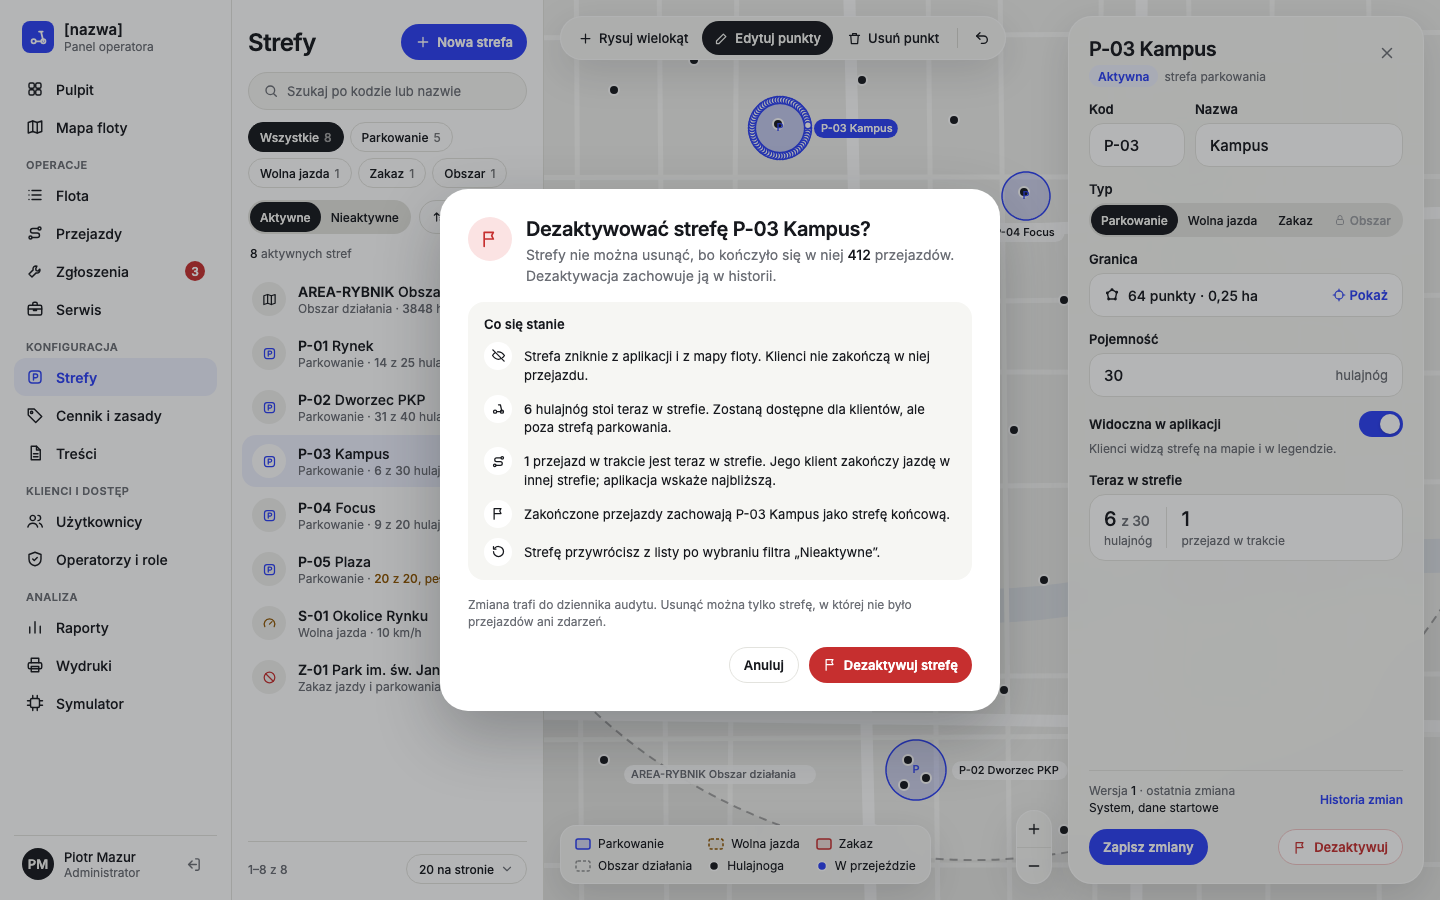 [nazwa]
Panel operatora
Pulpit
Mapa floty
OPERACJE
Flota
Przejazdy
Zgłoszenia 3
Serwis
KONFIGURACJA
Strefy
Cennik i zasady
Treści
KLIENCI I DOSTĘP
Użytkownicy
Operatorzy i role
ANALIZA
Raporty
Wydruki
Symulator
PM
Piotr Mazur
Administrator
Strefy
Nowa strefa
Szukaj po kodzie lub nazwie
Wszystkie 8
Parkowanie 5
Wolna jazda 1
Zakaz 1
Obszar 1
Aktywne
Nieaktywne
8 aktywnych stref
AREA-RYBNIK Obsza
Obszar działania · 3848 h
P-01 Rynek
Parkowanie · 14 z 25 hula
P-02 Dworzec PKP
Parkowanie · 31 z 40 hula
P-03 Kampus
Parkowanie · 6 z 30 hulaj
P-04 Focus
Parkowanie · 9 z 20 hulaj
P-05 Plaza
Parkowanie · 20 z 20, pe
S-01 Okolice Rynku
Wolna jazda · 10 km/h
Z-01 Park im. św. Jan
Zakaz jazdy i parkowania
1–8 z 8
20 na stronie
Rysuj wielokąt
Edytuj punkty
Usuń punkt
P-03 Kampus
P-04 Focus
P
P-02 Dworzec PKP
AREA-RYBNIK Obszar działania
Parkowanie
Wolna jazda
Zakaz
Obszar działania
Hulajnoga
W przejeździe
+
−
Dezaktywować strefę P-03 Kampus?
Strefy nie można usunąć, bo kończyło się w niej 412 przejazdów.
Dezaktywacja zachowuje ją w historii.
Co się stanie
Strefa zniknie z aplikacji i z mapy floty. Klienci nie zakończą w niej
przejazdu.
6 hulajnóg stoi teraz w strefie. Zostaną dostępne dla klientów, ale
poza strefą parkowania.
1 przejazd w trakcie jest teraz w strefie. Jego klient zakończy jazdę w
innej strefie; aplikacja wskaże najbliższą.
Zakończone przejazdy zachowają P-03 Kampus jako strefę końcową.
Strefę przywrócisz z listy po wybraniu filtra „Nieaktywne”.
Zmiana trafi do dziennika audytu. Usunąć można tylko strefę, w której nie było
przejazdów ani zdarzeń.
Anuluj
Dezaktywuj strefę
P-03 Kampus
Aktywna strefa parkowania
Kod
Nazwa
P-03
Kampus
Typ
Parkowanie
Wolna jazda
Zakaz
Obszar
Granica
64 punkty · 0,25 ha
Pokaż
Pojemność
30
hulajnóg
Widoczna w aplikacji
Klienci widzą strefę na mapie i w legendzie.
Teraz w strefie
6 z 30
hulajnóg
1
przejazd w trakcie
Wersja 1 · ostatnia zmiana
System, dane startowe
Historia zmian
Zapisz zmiany
Dezaktywuj